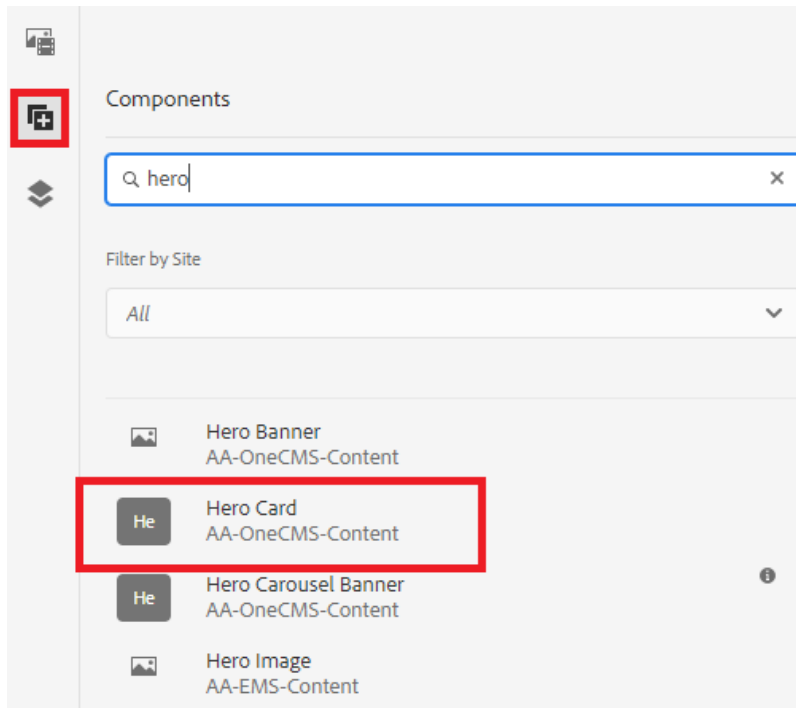 Components
hero
Filter by Site
All
Hero Banner
AA-OneCMS-Content
He
Hero Card
AA-OneCMS-Content
He
Hero Carousel Banner
AA-OneCMS-Content
Hero Image
AA-EMS-Content